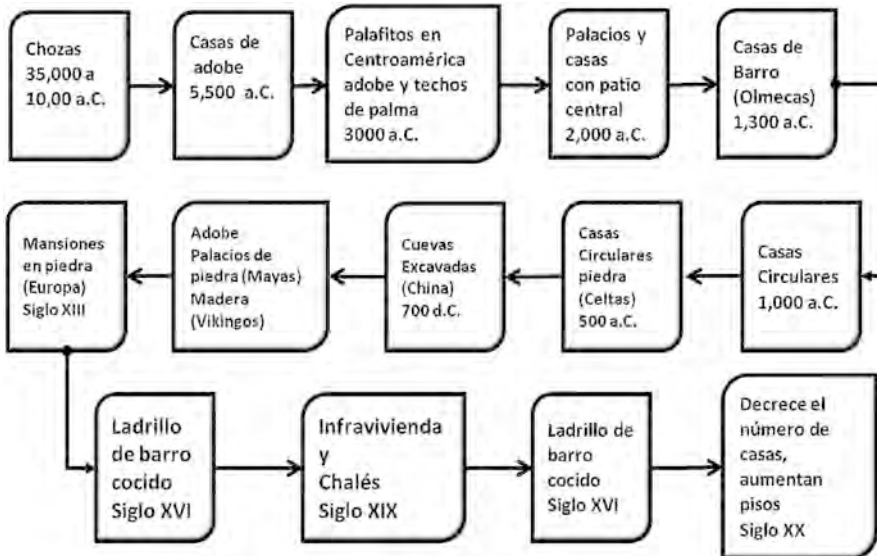 Chozas
35,000 a
10,00 a.C.
Casas de
adobe
5,500 a.C.
Palafitos en
Centroamérica
adobe y techos
de palma
3000 a.C.
Palacios y
casas
con patio
central
2,000 a.C.
Casas de
Barro
(Olmecas)
1,300 a.C.
Casas
Circulares
1,000 a.C.
Casas
Circulares
piedra
(Celtas)
500 a.C.
Cuevas
Excavadas
(China)
700 d.C.
Adobe
Palacios de
piedra (Mayas)
Madera
(Vikingos)
Mansiones
en piedra
(Europa)
Siglo XIII
Ladrillo
de barro
cocido
Siglo XVI
Infravivienda
y
Chalés
Siglo XIX
Ladrillo de
barro
cocido
Siglo XVI
Decrece el
número de
casas,
aumentan
pisos
Siglo XX